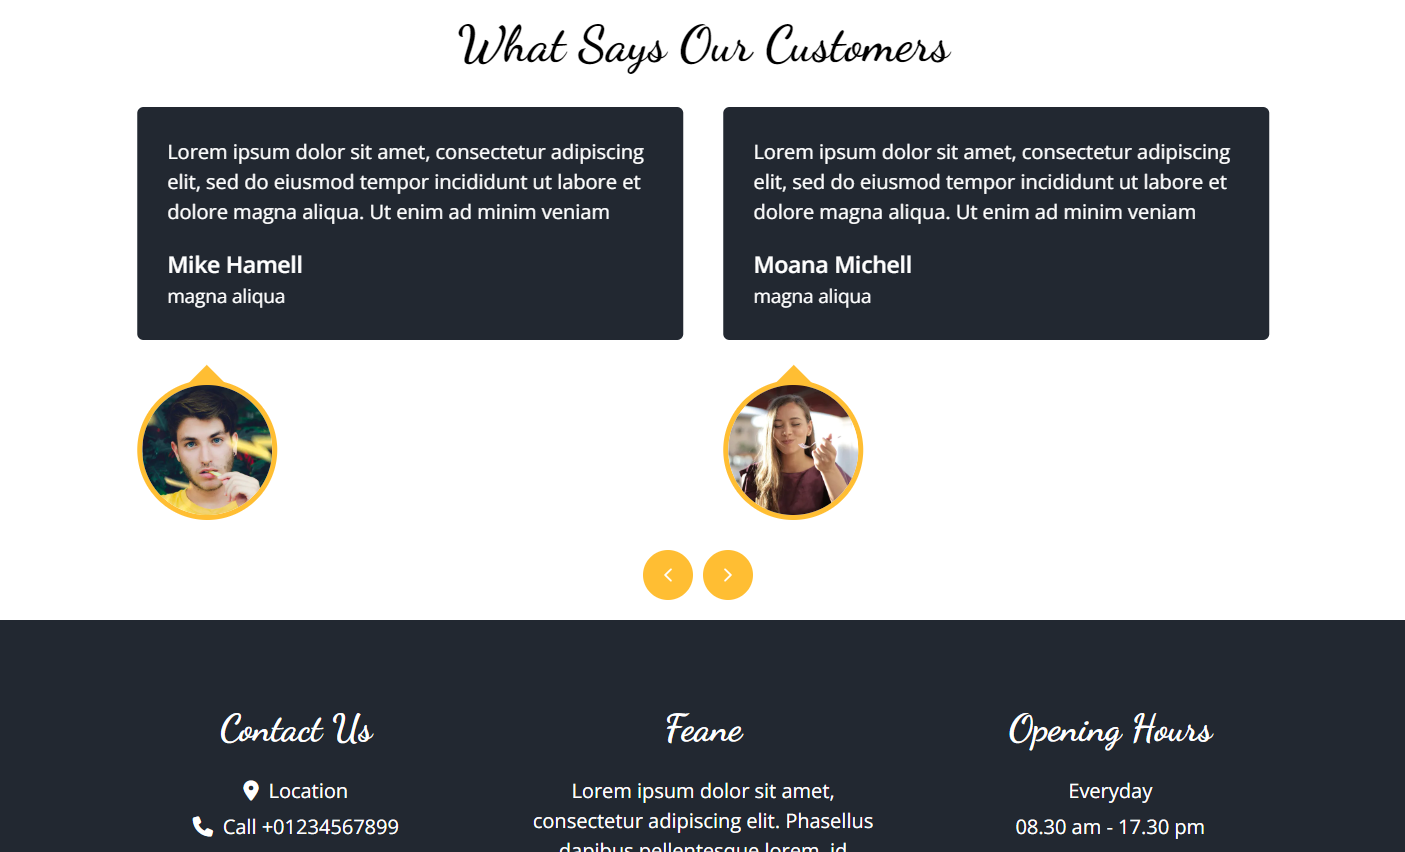 What Says Our Customers
Lorem ipsum dolor sit amet, consectetur adipiscing
elit, sed do eiusmod tempor incididunt ut labore et
dolore magna aliqua. Ut enim ad minim veniam
Mike Hamell
magna aliqua
Lorem ipsum dolor sit amet, consectetur adipiscing
elit, sed do eiusmod tempor incididunt ut labore et
dolore magna aliqua. Ut enim ad minim veniam
Moana Michell
magna aliqua
Contact Us
Location
Call +01234567899
Feane
Lorem ipsum dolor sit amet,
consectetur adipiscing elit. Phasellus
dapibus pellentesque lorem, id
Opening Hours
Everyday
08.30 am - 17.30 pm